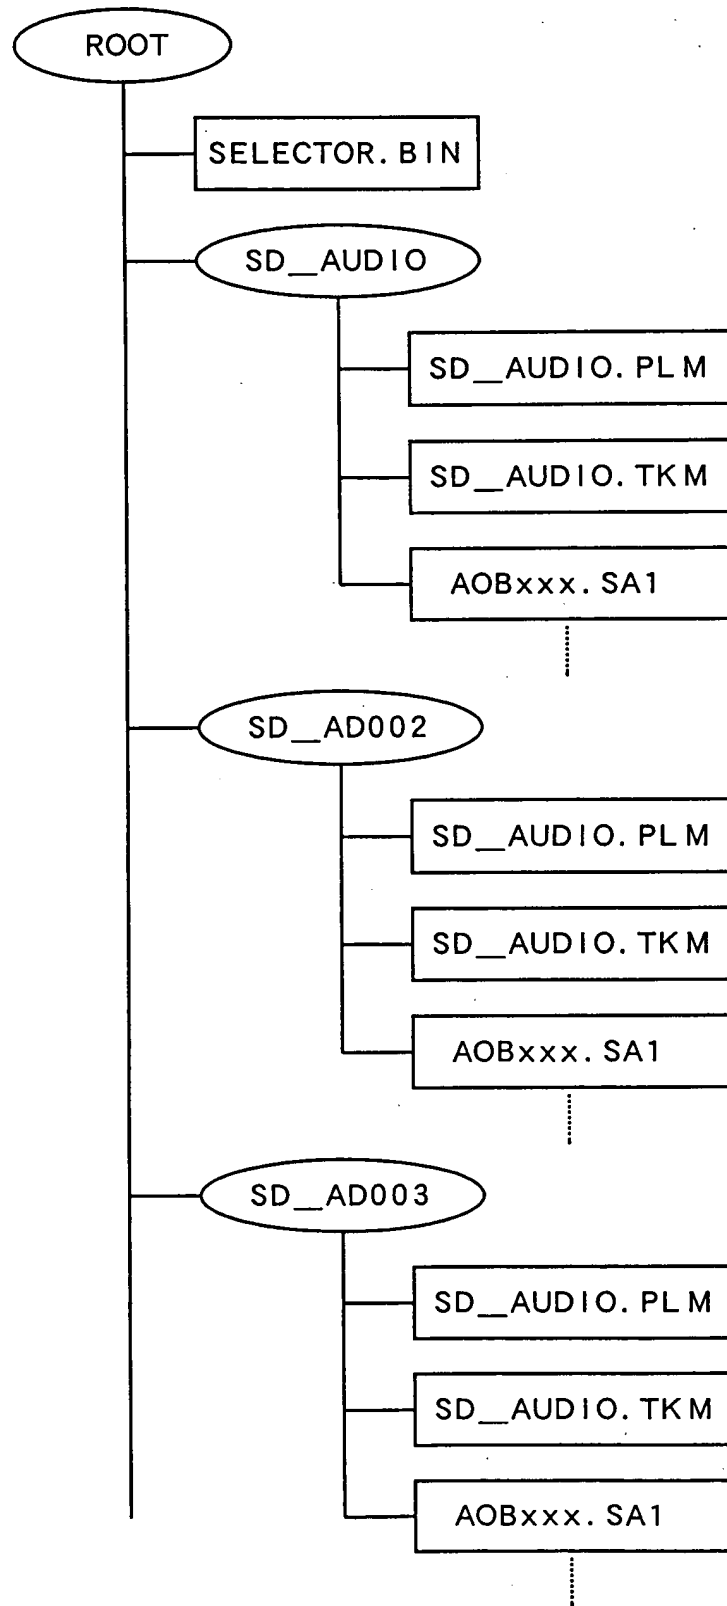 ROOT
SELECTOR.BIN
SD_AUDIO
SD_AUDIO.PLM
SD_AUDIO.TKM
AOBxxx.SA1
SD_AD002
SD_AUDIO.PLM
SD_AUDIO.TKM
AOBxxx.SA1
SD_AD003
SD_AUDIO.PLM
SD_AUDIO.TKM
AOBxxx.SA1